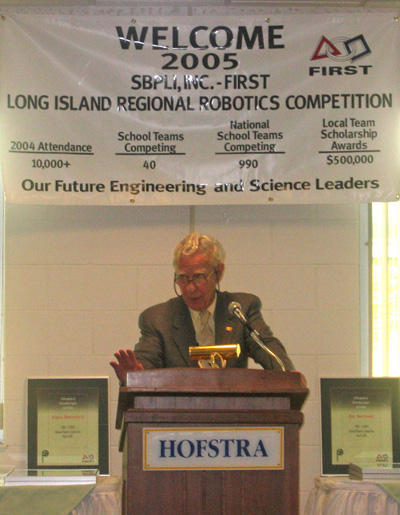 WELCOME
2005
SBPLI, INC. - FIRST
FIRST
LONG ISLAND REGIONAL ROBOTICS COMPETITION
2004 Attendance
10,000+
School Teams
Competing
40
National
School Teams
Competing
990
Local Team
Scholarship
Awards
$500,000
Our Future Engineering and Science Leaders
HOFSTRA